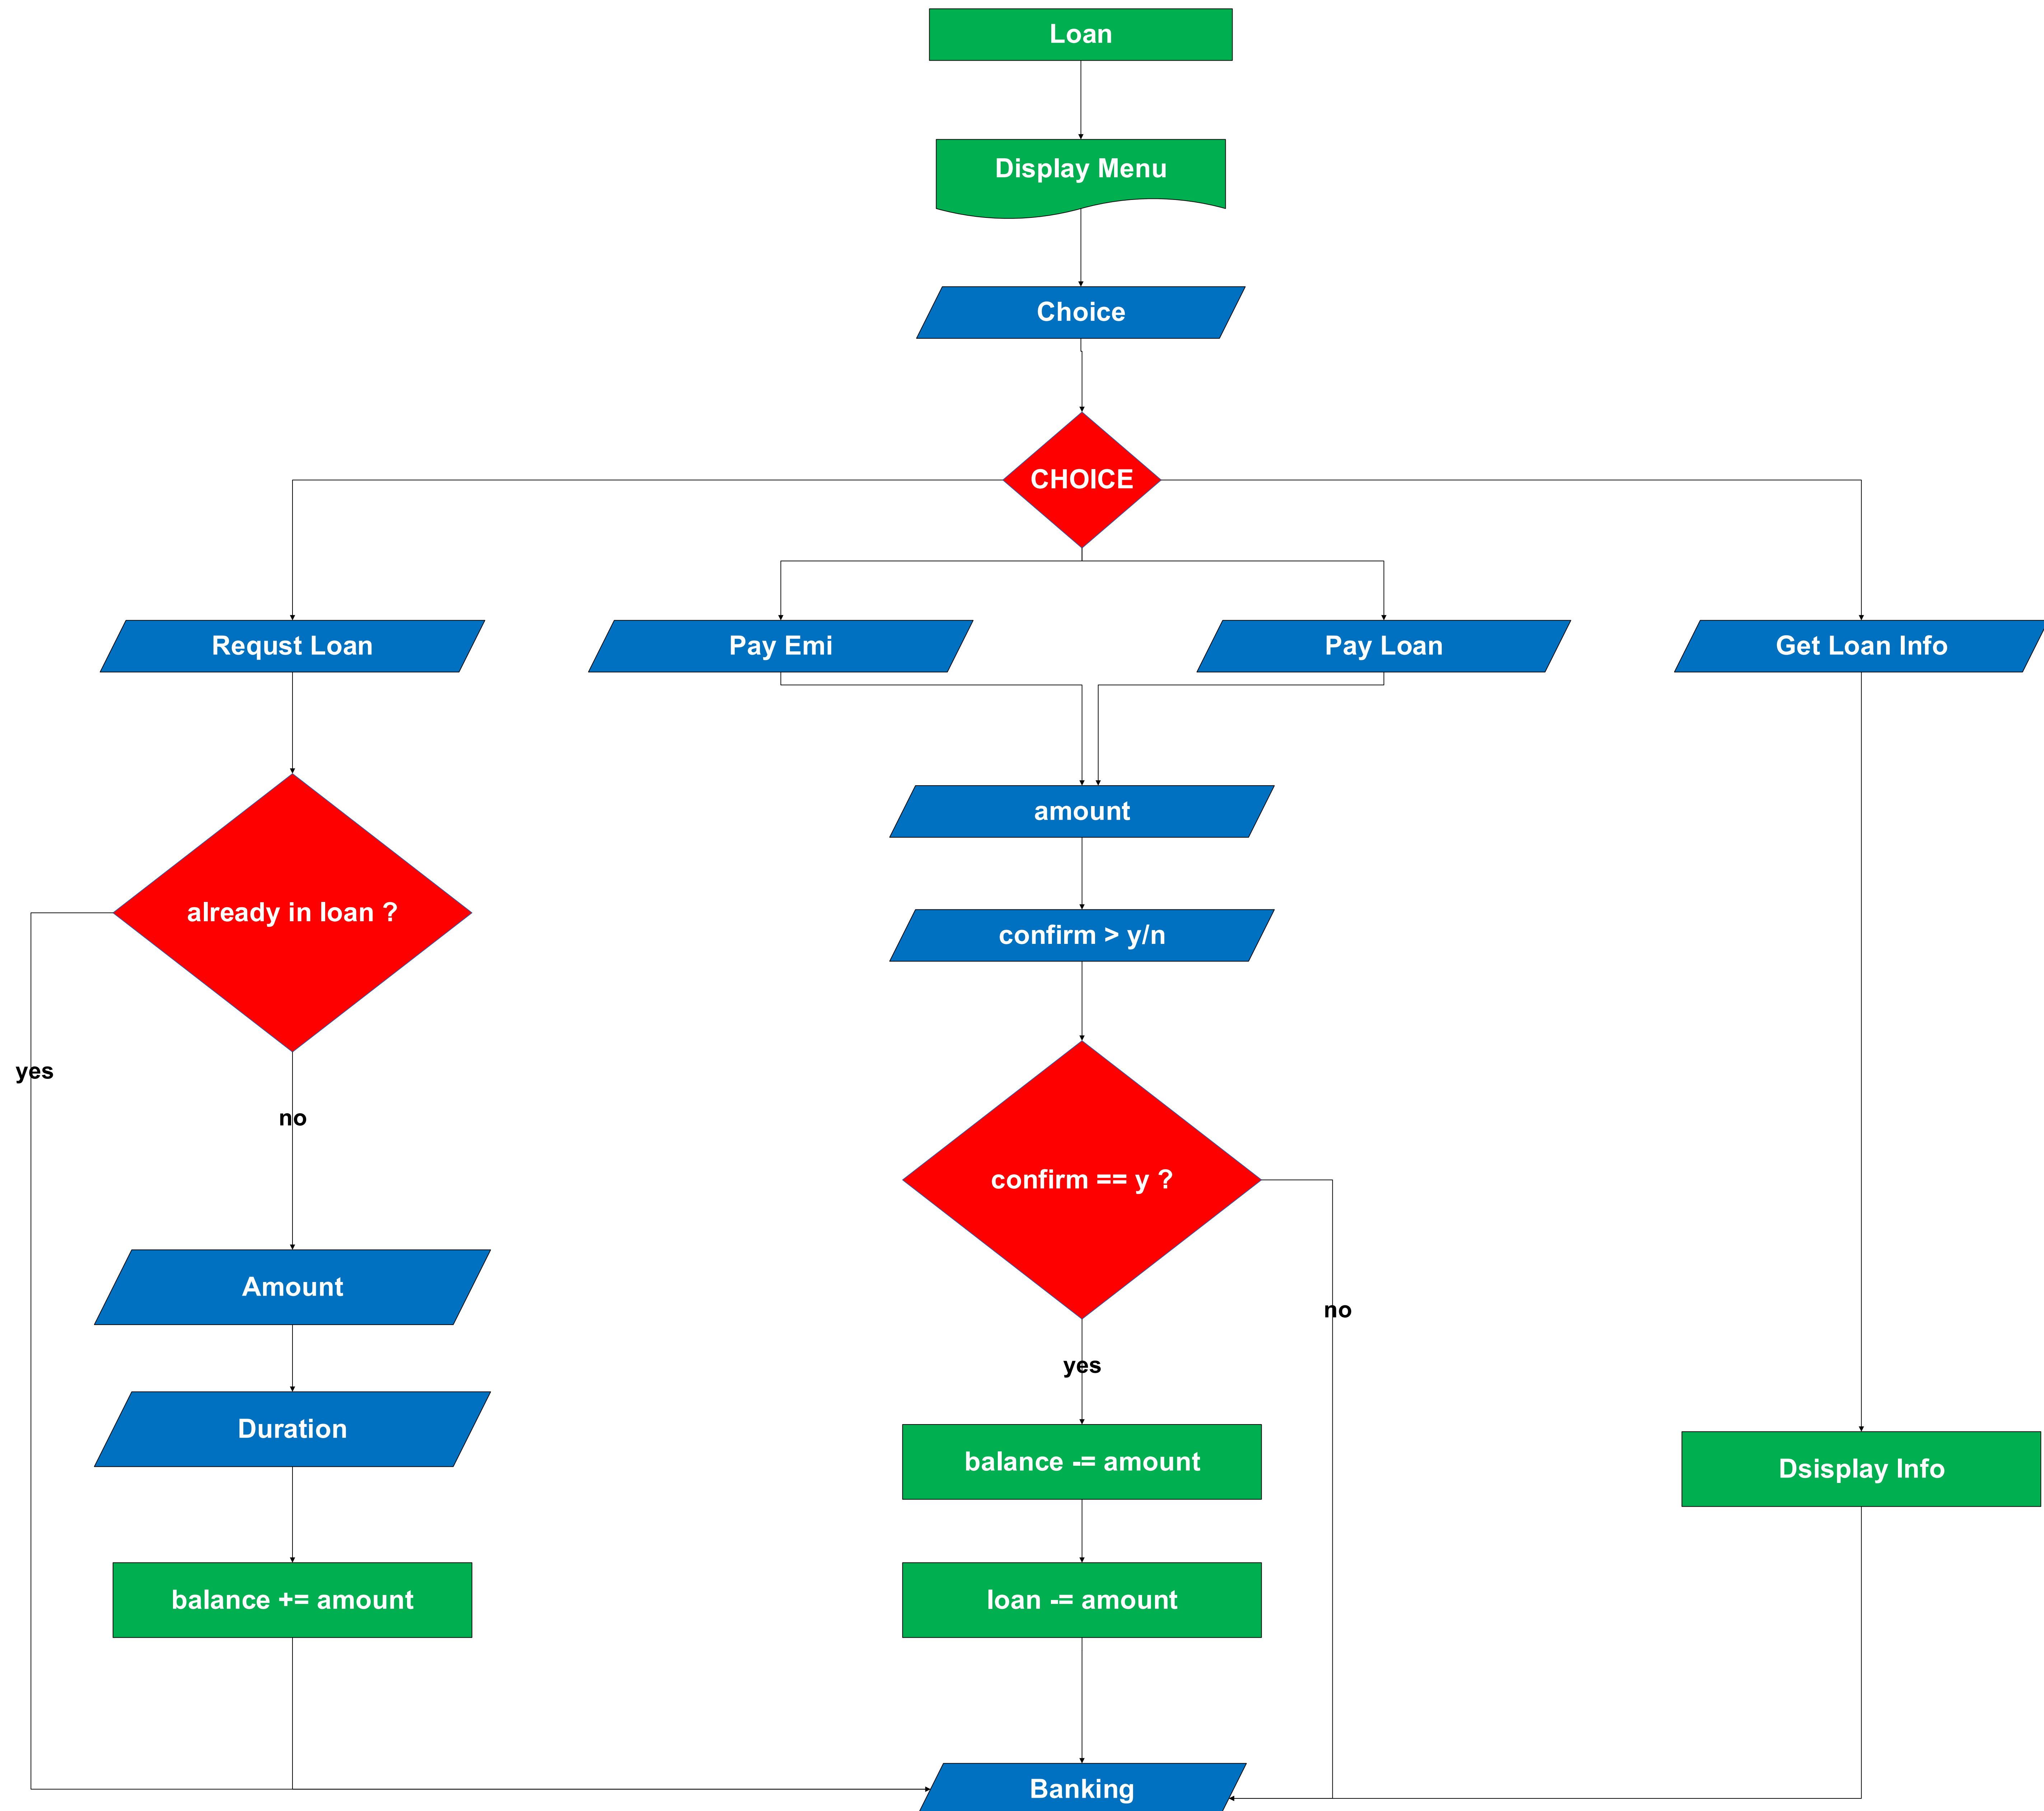 Loan
Display Menu
Choice
CHOICE
Requst Loan
Pay Emi
Pay Loan
Get Loan Info
amount
already in loan ?
confirm > y/n
yes
no
confirm == y ?
Amount
no
yes
Duration
balance -= amount
Dsisplay Info
balance += amount
loan -= amount
Banking